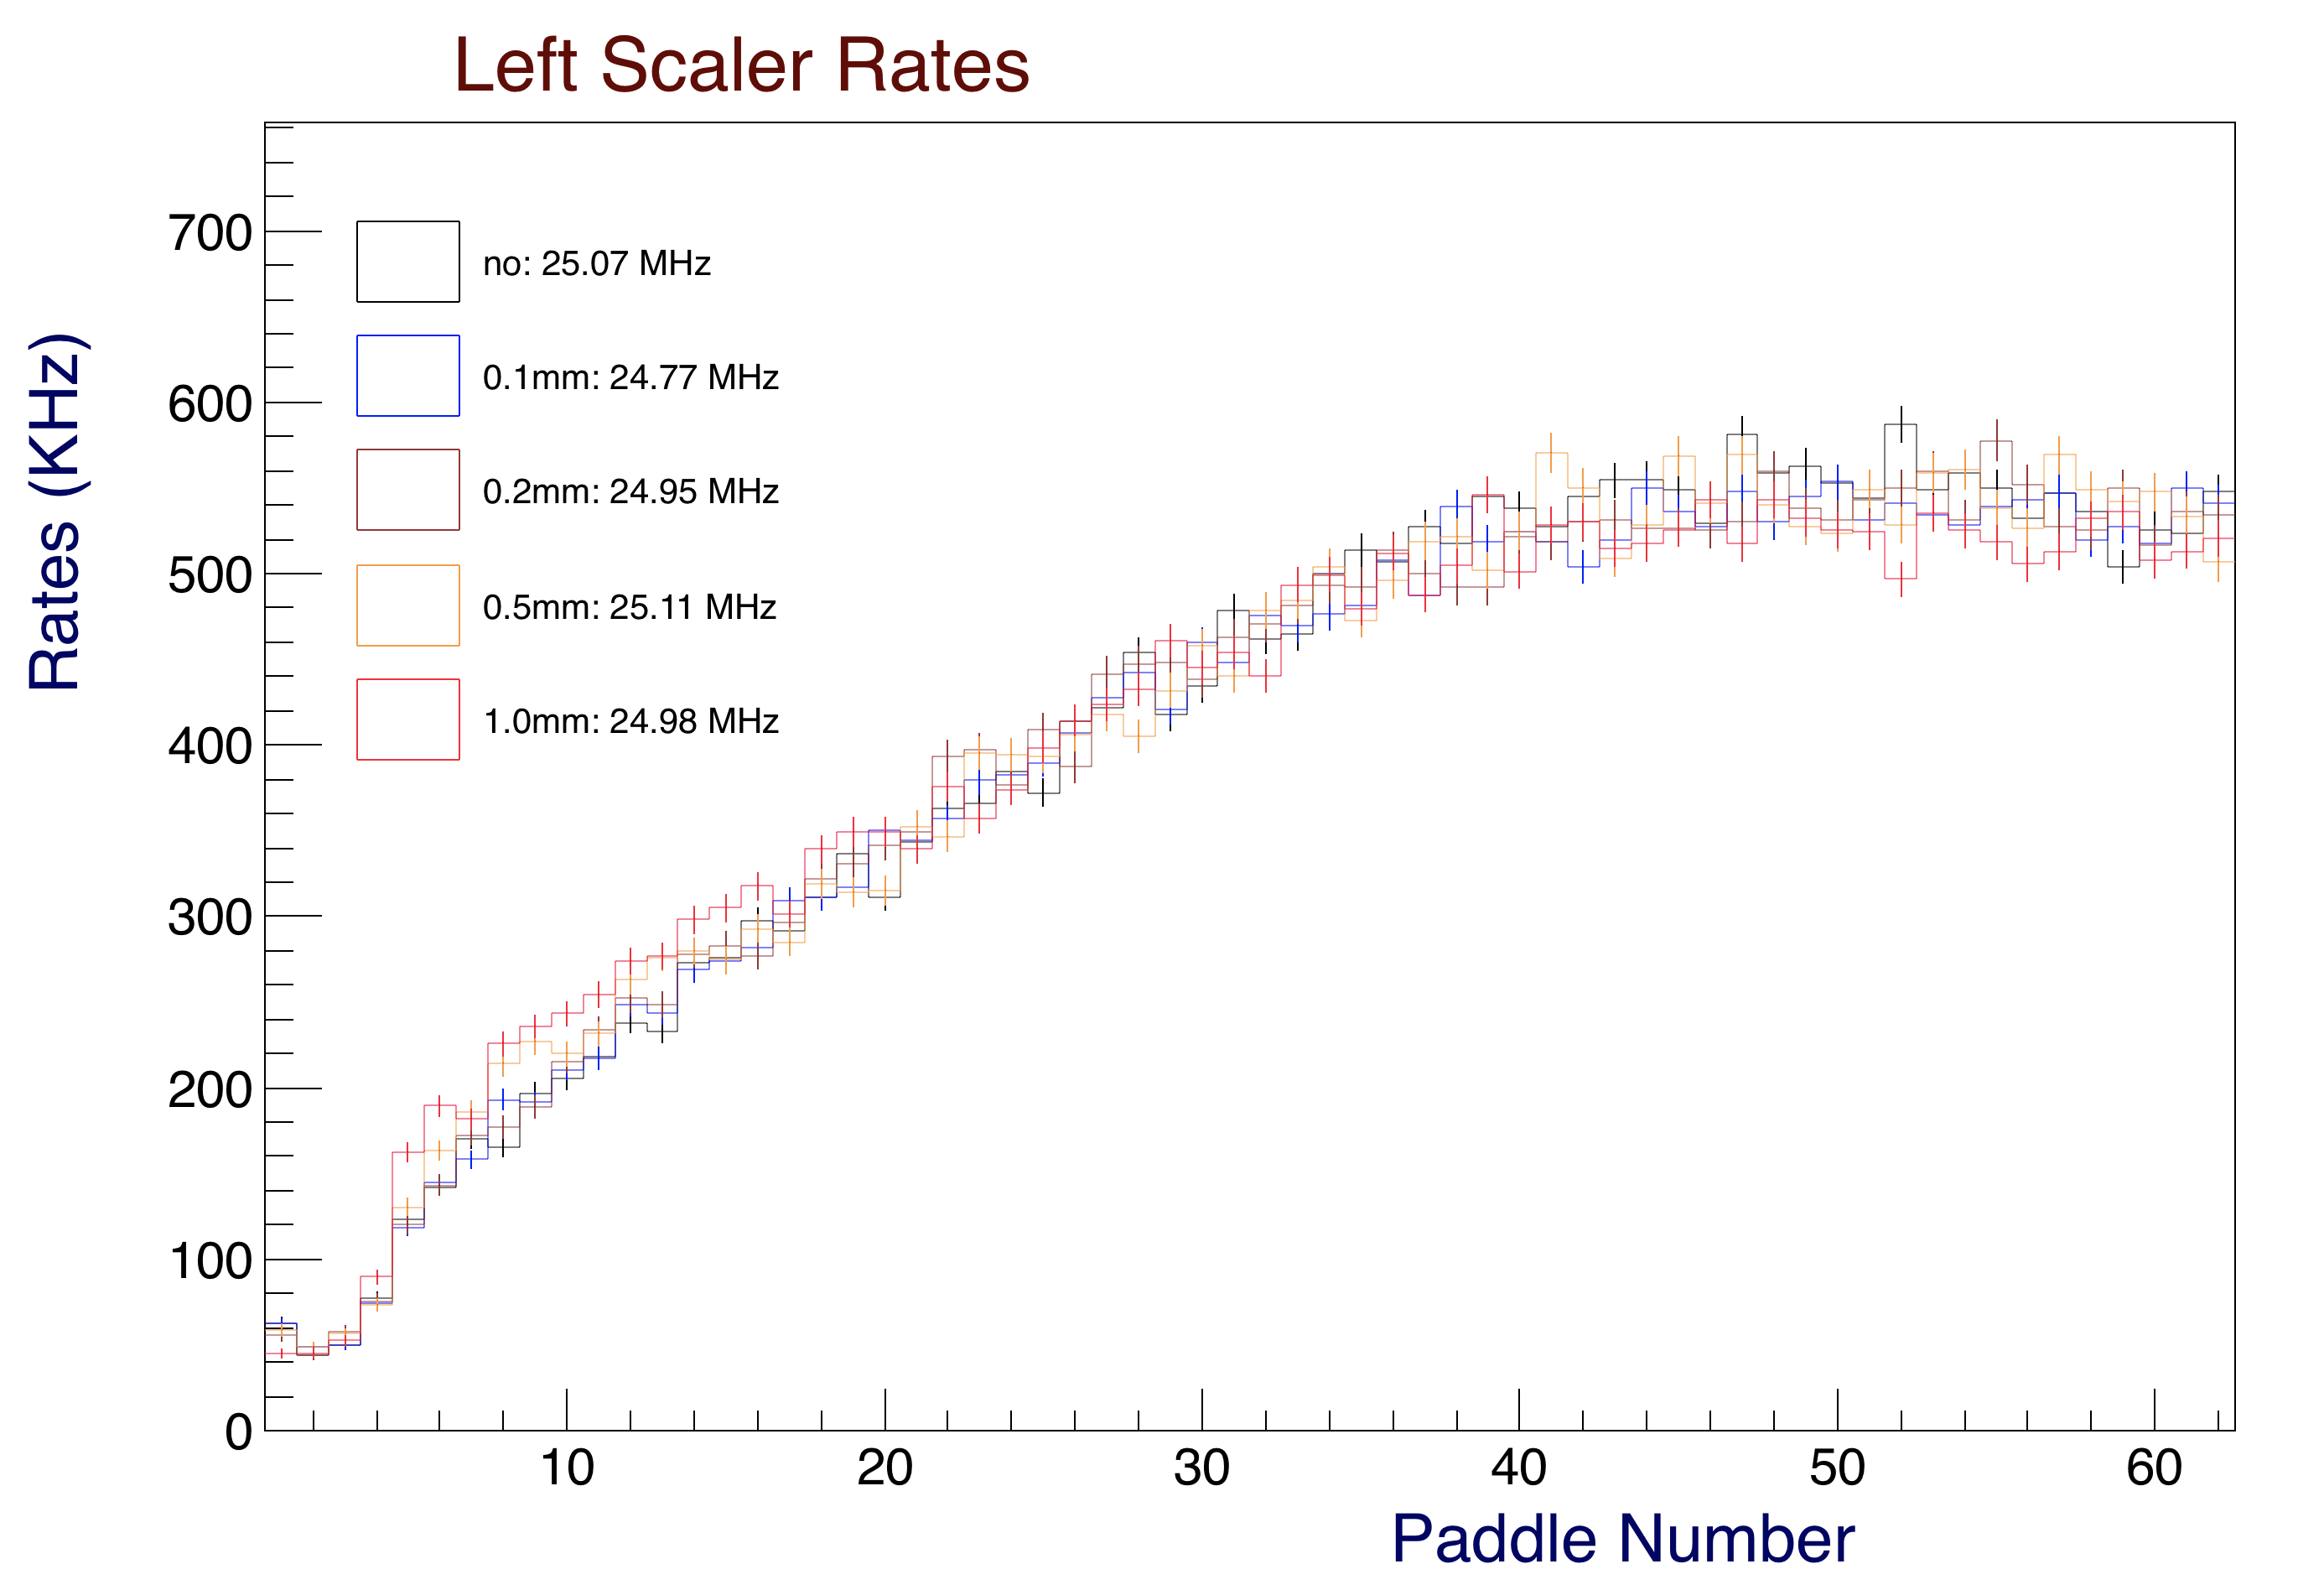 Left Scaler Rates
Rates (KHz)
700
600
500
400
300
200
100
0
no: 25.07 MHz
0.1mm: 24.77 MHz
0.2mm: 24.95 MHz
0.5mm: 25.11 MHz
1.0mm: 24.98 MHz
10 20 30 40 50 60
Paddle Number